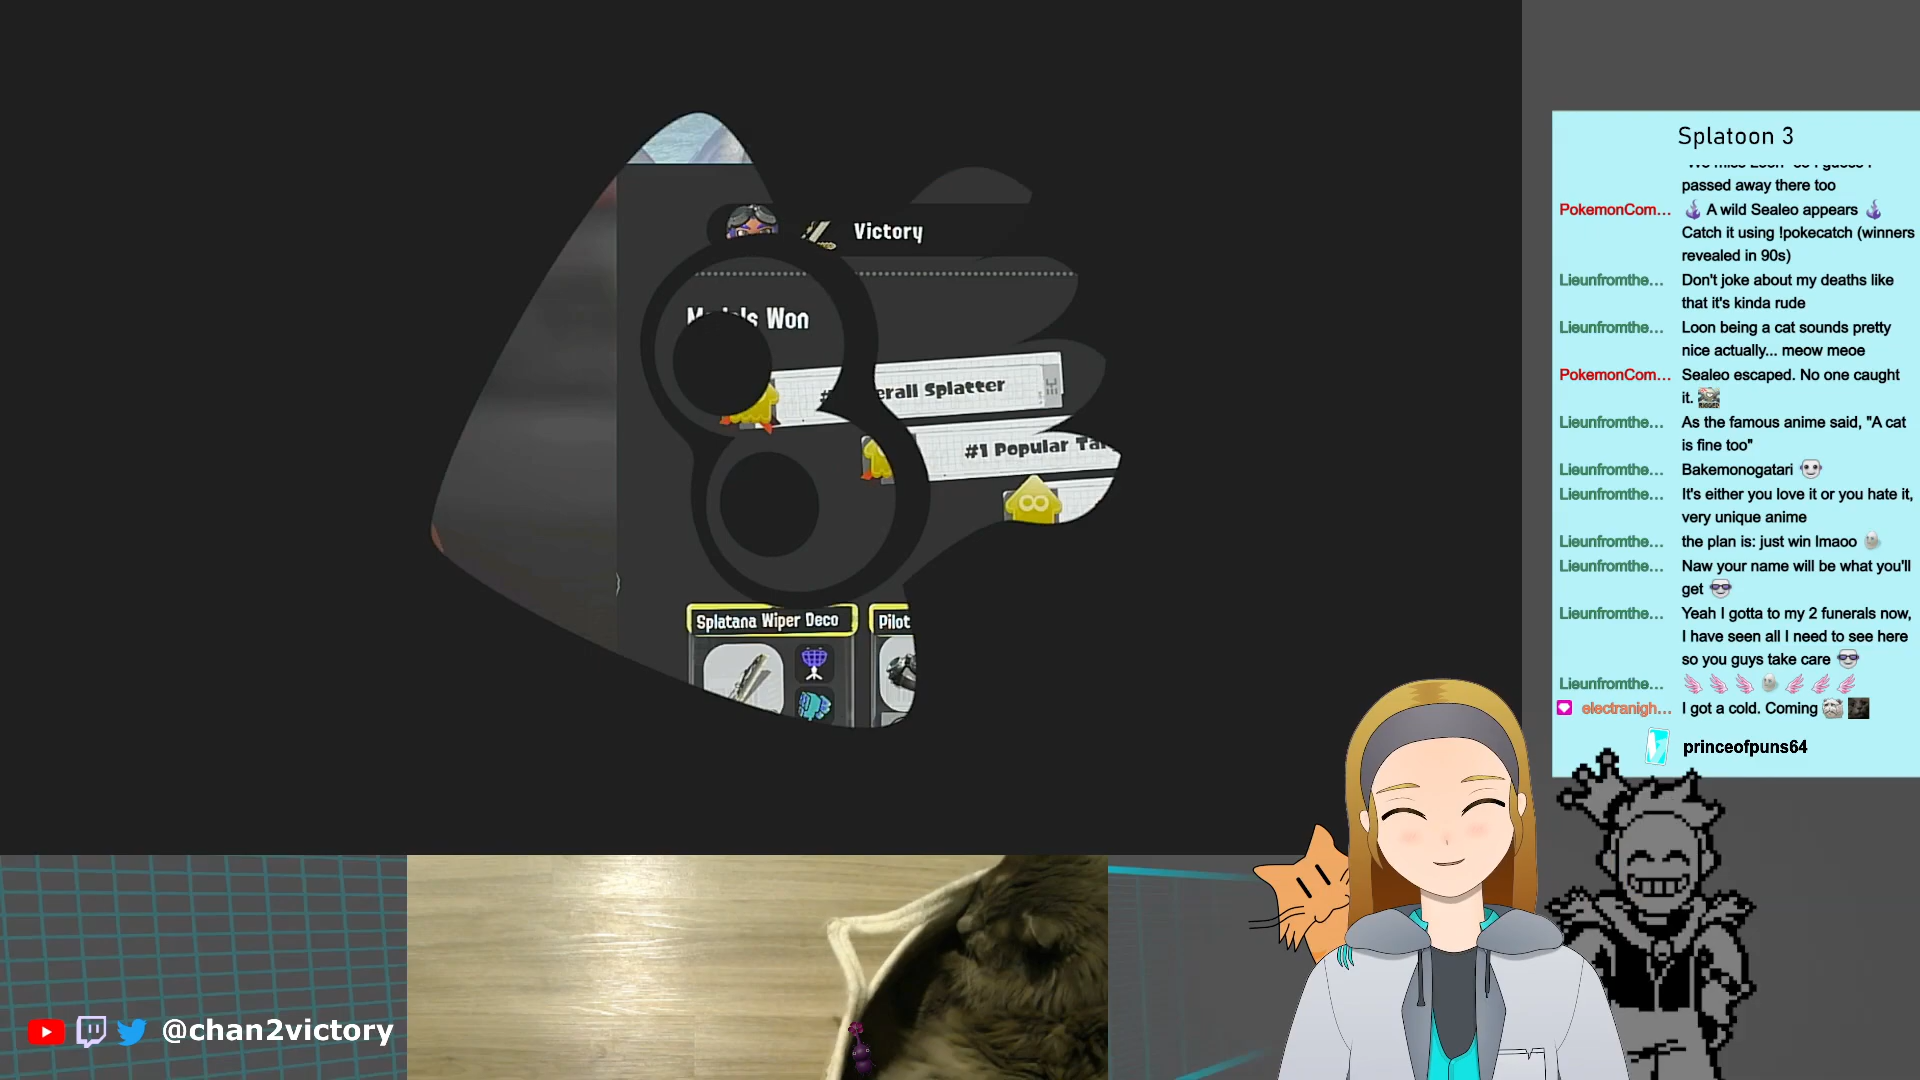 Victory
Medals Won
Overall Splatter
#1 Popular Ta
Splatana Wiper Deco
Pilot
Splatoon 3
passed away there too
PokemonCom... A wild Sealeo appears
Catch it using !pokecatch (winners
revealed in 90s)
Lieunfromthe... Don't joke about my deaths like
that it's kinda rude
Lieunfromthe... Loon being a cat sounds pretty
nice actually... meow meoe
PokemonCom... Sealeo escaped. No one caught
it.
Lieunfromthe... As the famous anime said, "A cat
is fine too"
Lieunfromthe... Bakemonogatari
Lieunfromthe... It's either you love it or you hate it,
very unique anime
Lieunfromthe... the plan is: just win lmaoo
Lieunfromthe... Naw your name will be what you'll
get
Lieunfromthe... Yeah I gotta to my 2 funerals now,
I have seen all I need to see here
so you guys take care
Lieunfromthe...
electranigh... I got a cold. Coming
princeofpuns64
@chan2victory